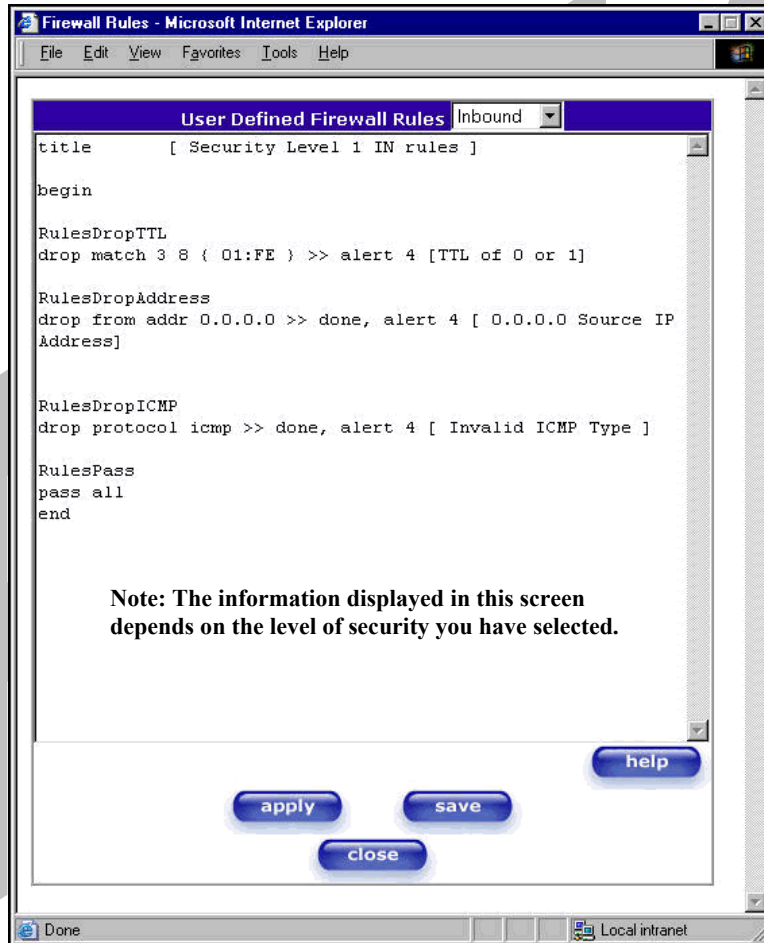 Firewall Rules - Microsoft Internet Explorer
File Edit View Favorites Tools Help
User Defined Firewall Rules Inbound
title [ Security Level 1 IN rules ]
begin
RulesDropTTL
drop match 3 8 { 01:FE } >> alert 4 [TTL of 0 or 1]
RulesDropAddress
drop from addr 0.0.0.0 >> done, alert 4 [ 0.0.0.0 Source IP
Address]
RulesDropICMP
drop protocol icmp >> done, alert 4 [ Invalid ICMP Type ]
RulesPass
pass all
end
Note: The information displayed in this screen
depends on the level of security you have selected.
help
apply save
close
Done Local intranet